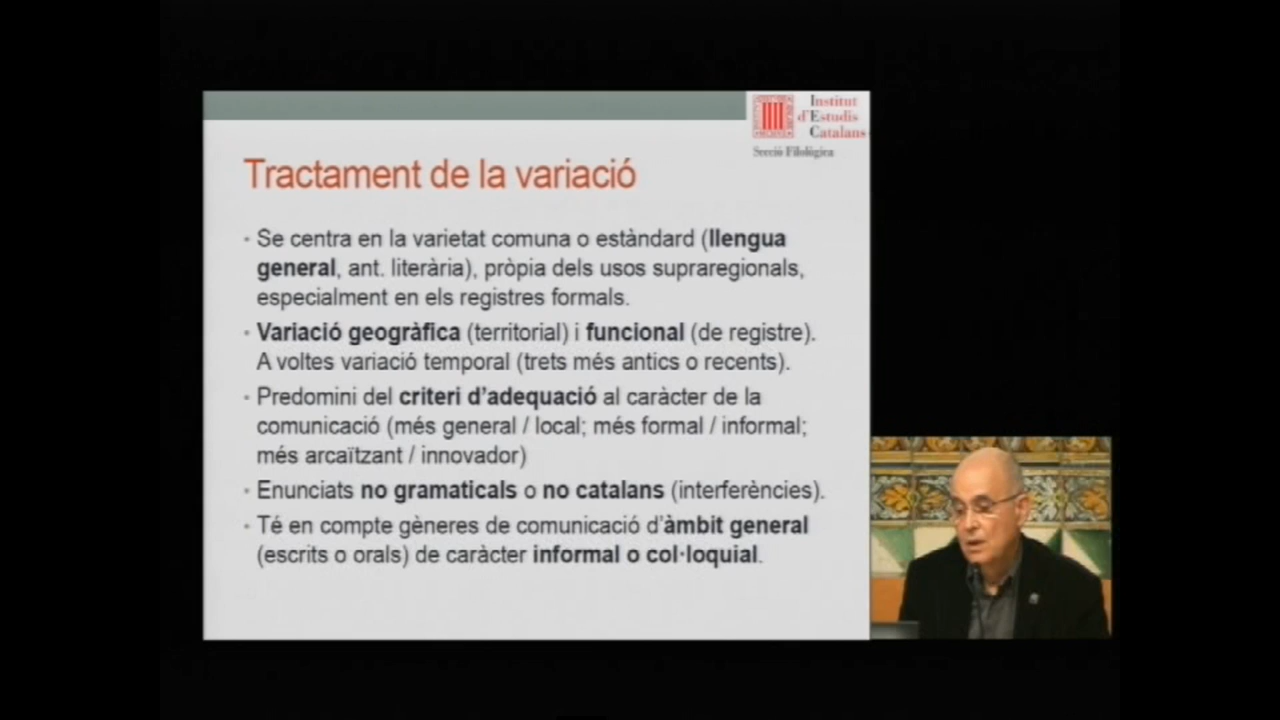 Institut
d'Estudis
Catalans
Secció Filològica
Tractament de la variació
• Se centra en la varietat comuna o estàndard (llengua
general, ant. literària), pròpia dels usos supraregionals,
especialment en els registres formals.
• Variació geogràfica (territorial) i funcional (de registre).
A voltes variació temporal (trets més antics o recents).
• Predomini del criteri d'adequació al caràcter de la
comunicació (més general / local; més formal / informal;
més arcaïtzant / innovador)
• Enunciats no gramaticals o no catalans (interferències).
• Té en compte gèneres de comunicació d'àmbit general
(escrits o orals) de caràcter informal o col·loquial.